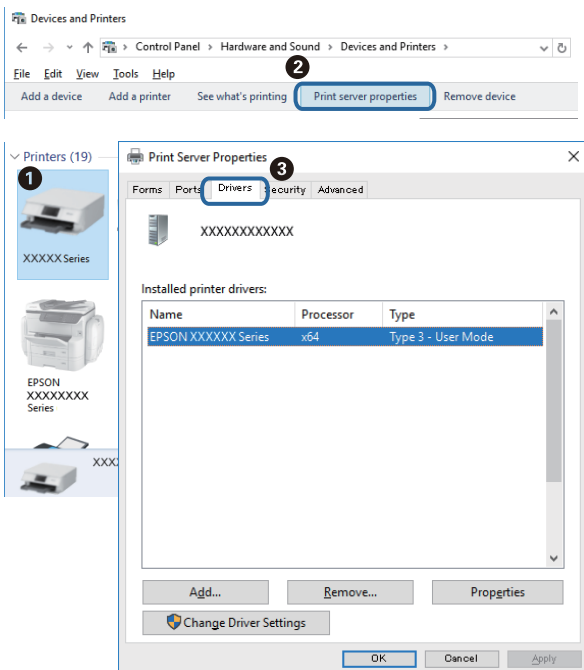 Devices and Printers
Control Panel > Hardware and Sound > Devices and Printers >
File Edit View Tools Help
2
Add a device Add a printer See what's printing Print server properties Remove device
Printers (19)
1
XXXXX Series
EPSON
XXXXXXXX
Series
XXX
Print Server Properties
3
Forms Ports Drivers Security Advanced
XXXXXXXXXXXX
Installed printer drivers:
Name Processor Type
EPSON XXXXXX Series x64 Type 3 - User Mode
Add... Remove... Properties
Change Driver Settings
OK Cancel Apply